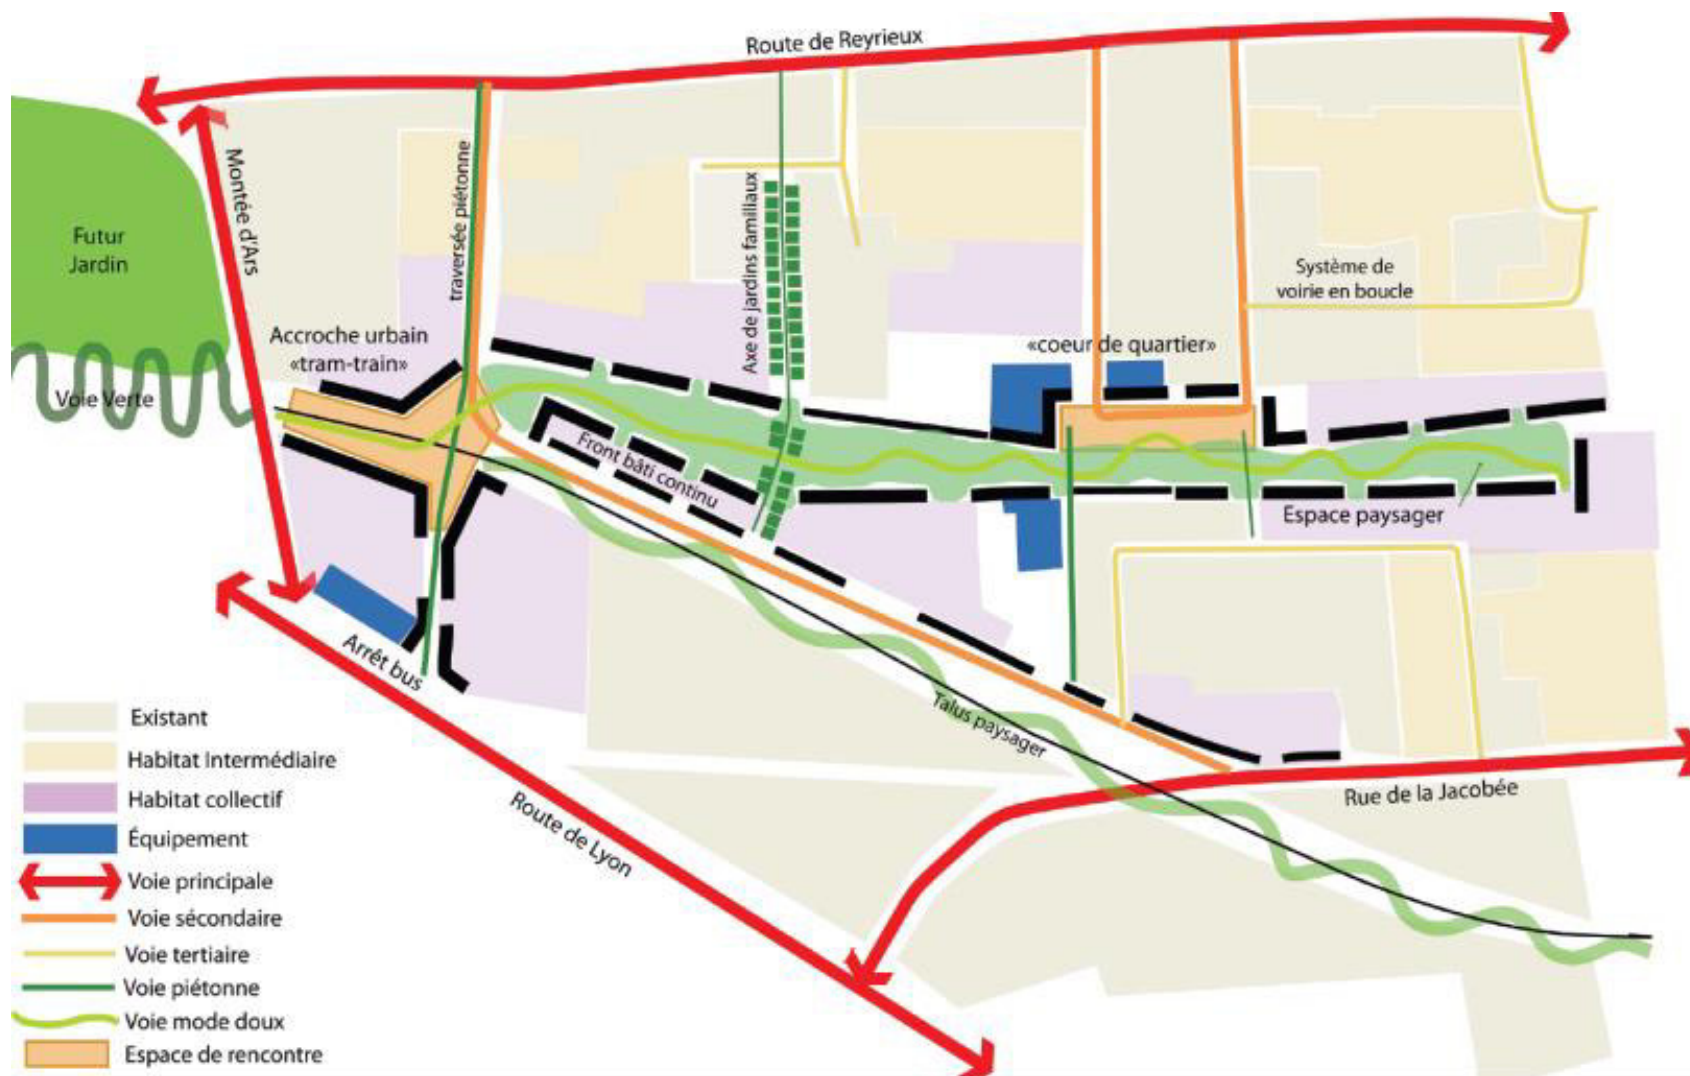 Route de Reyrieux
Montée d'Ars
traversée piétonne
Futur
Jardin
Axe de jardins familiaux
Système de
voirie en boucle
Accroche urbain
«tram-train»
«coeur de quartier»
Voie Verte
Front bâti continu
Espace paysager
Arrêt bus
Talus paysager
Route de Lyon
Rue de la Jacobée
Existant
Habitat Intermédiaire
Habitat collectif
Équipement
Voie principale
Voie sécondaire
Voie tertiaire
Voie piétonne
Voie mode doux
Espace de rencontre